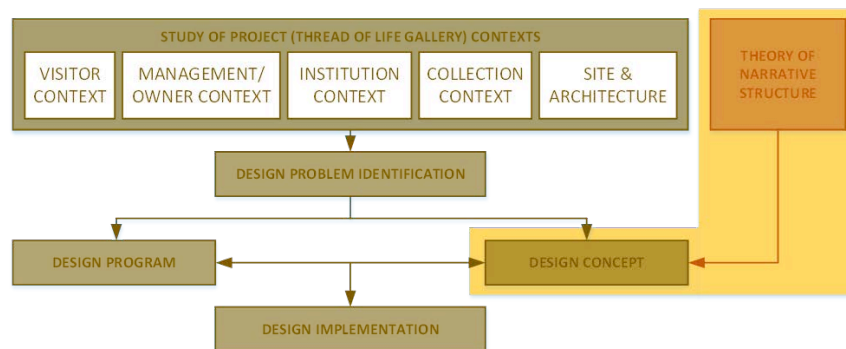 STUDY OF PROJECT (THREAD OF LIFE GALLERY) CONTEXTS
VISITOR
CONTEXT
MANAGEMENT/
OWNER CONTEXT
INSTITUTION
CONTEXT
COLLECTION
CONTEXT
SITE &
ARCHITECTURE
THEORY OF
NARRATIVE
STRUCTURE
DESIGN PROBLEM IDENTIFICATION
DESIGN PROGRAM
DESIGN CONCEPT
DESIGN IMPLEMENTATION